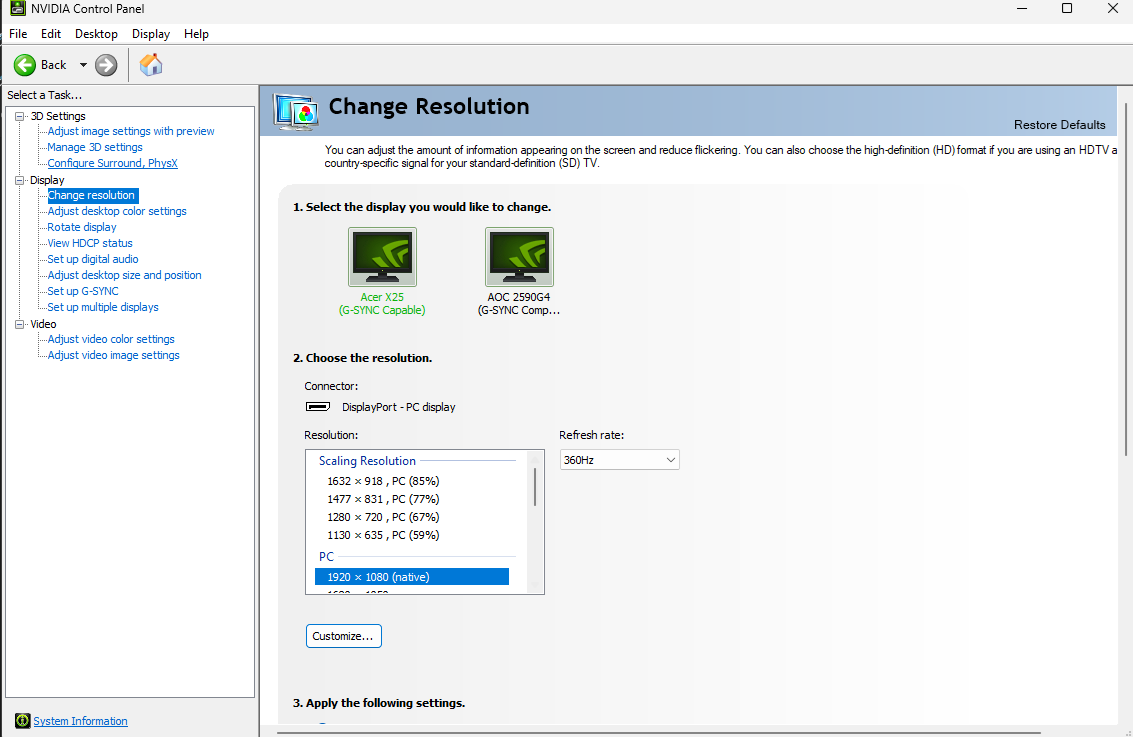 NVIDIA Control Panel
File Edit Desktop Display Help
Back
Select a Task...
3D Settings
Adjust image settings with preview
Manage 3D settings
Configure Surround, PhysX
Display
Change resolution
Adjust desktop color settings
Rotate display
View HDCP status
Set up digital audio
Adjust desktop size and position
Set up G-SYNC
Set up multiple displays
Video
Adjust video color settings
Adjust video image settings
System Information
Change Resolution
Restore Defaults
You can adjust the amount of information appearing on the screen and reduce flickering. You can also choose the high-definition (HD) format if you are using an HDTV a
country-specific signal for your standard-definition (SD) TV.
1. Select the display you would like to change.
Acer X25
(G-SYNC Capable)
AOC 2590G4
(G-SYNC Comp...
2. Choose the resolution.
Connector:
DisplayPort - PC display
Resolution:
Refresh rate:
Scaling Resolution
360Hz
1632 × 918 , PC (85%)
1477 × 831 , PC (77%)
1280 × 720 , PC (67%)
1130 × 635 , PC (59%)
PC
1920 × 1080 (native)
Customize...
3. Apply the following settings.